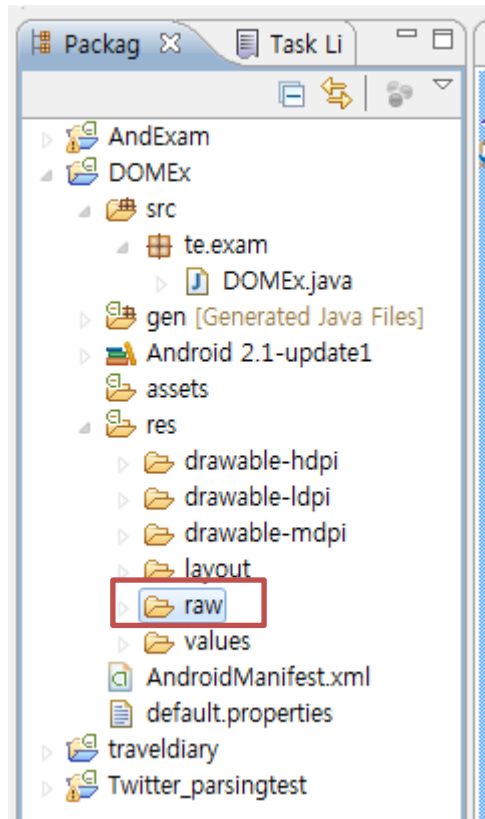 Packag Task Li
AndExam
DOMEx
src
te.exam
DOMEx.java
gen [Generated Java Files]
Android 2.1-update1
assets
res
drawable-hdpi
drawable-ldpi
drawable-mdpi
layout
raw
values
AndroidManifest.xml
default.properties
traveldiary
Twitter_parsingtest